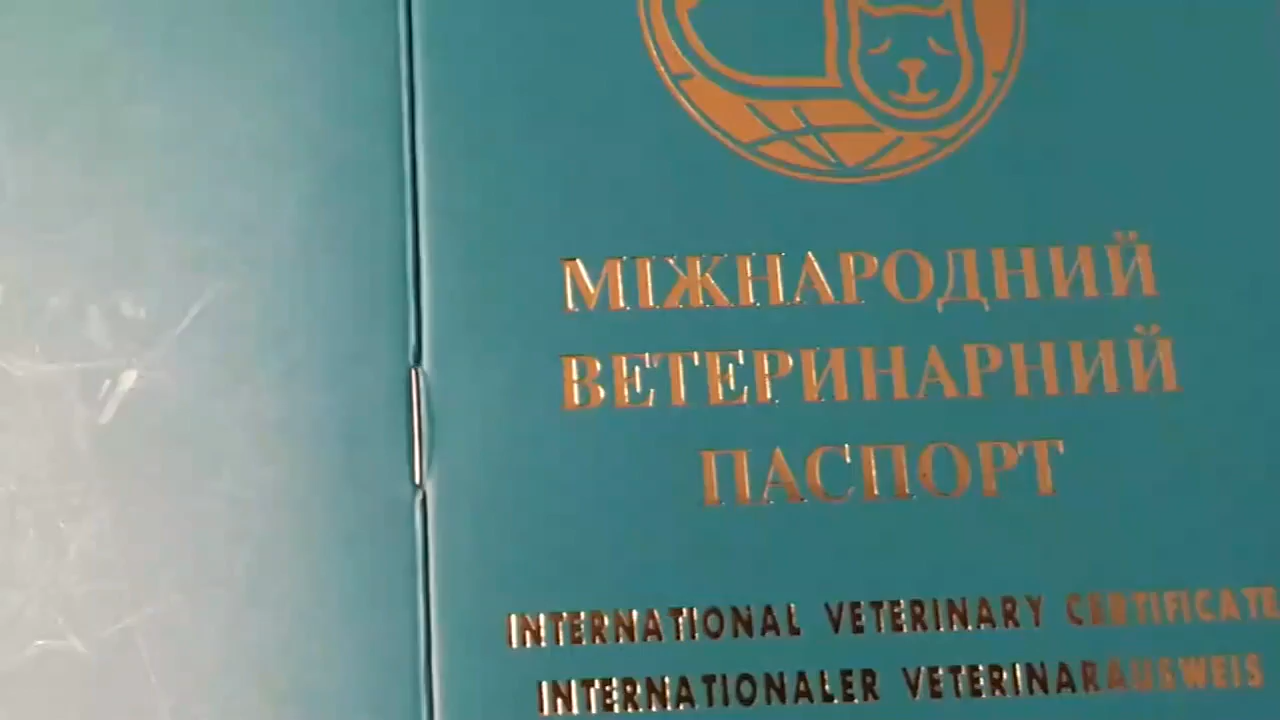 МІЖНАРОДНИЙ
ВЕТЕРИНАРНИЙ
ПАСПОРТ
INTERNATIONAL VETERINARY CERTIFICATE
INTERNATIONALER VETERINARAUSWEIS